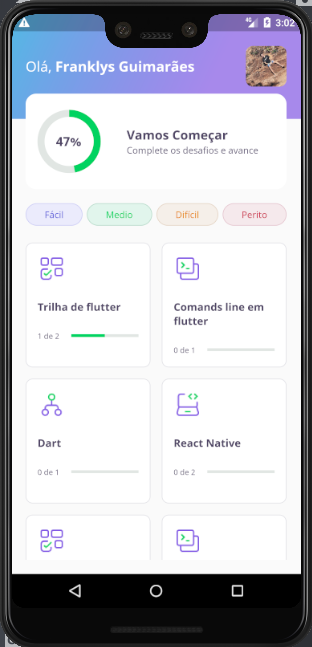 3:02
Olá, Franklys Guimarães
47%
Vamos Começar
Complete os desafios e avance
Fácil
Medio
Díficil
Perito
Trilha de flutter
1 de 2
Comands line em
flutter
0 de 1
Dart
0 de 1
React Native
0 de 2